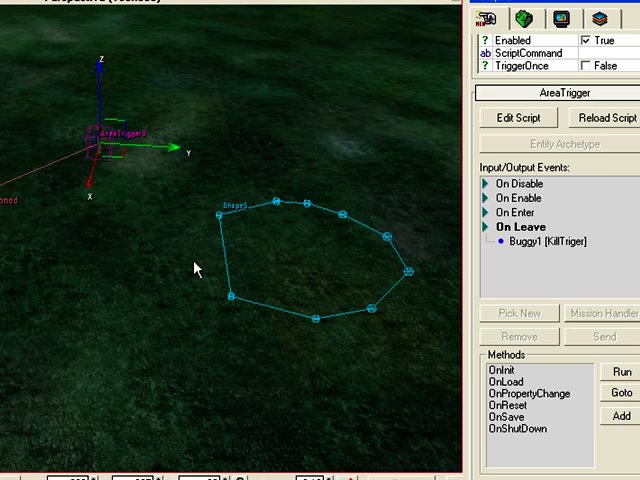 Z
AreaTrigger3
Y
X
Shape5
? Enabled True
ab ScriptCommand
? TriggerOnce False
AreaTrigger
Edit Script Reload Script
Entity Archetype
Input/Output Events:
On Disable
On Enable
On Enter
On Leave
Buggy1 [KillTriger]
Pick New Mission Handler
Remove Send
Methods
OnInit
OnLoad
OnPropertyChange
OnReset
OnSave
OnShutDown
Run
Goto
Add